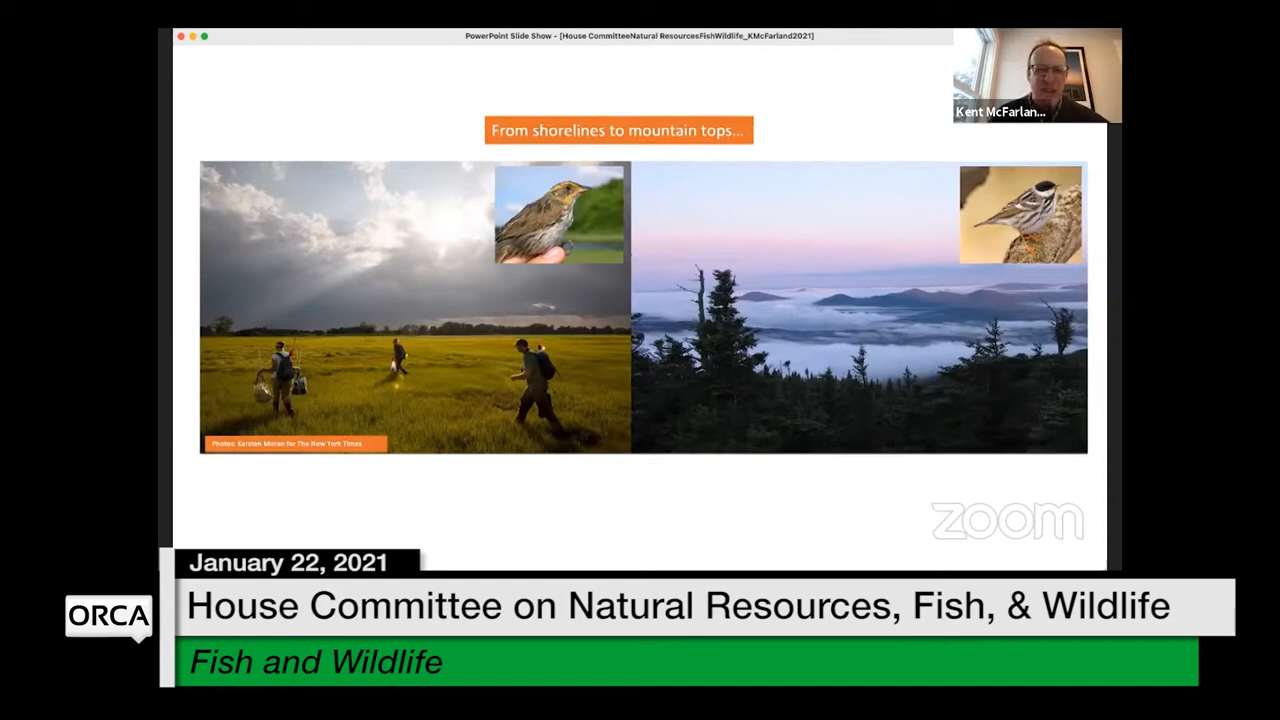 PowerPoint Slide Show - [House CommitteeNatural ResourcesFishWildlife_KMcFarland2021]
Kent McFarlan...
From shorelines to mountain tops...
Photos: Karsten Moran for The New York Times
zoom
January 22, 2021
ORCA
House Committee on Natural Resources, Fish, & Wildlife
Fish and Wildlife